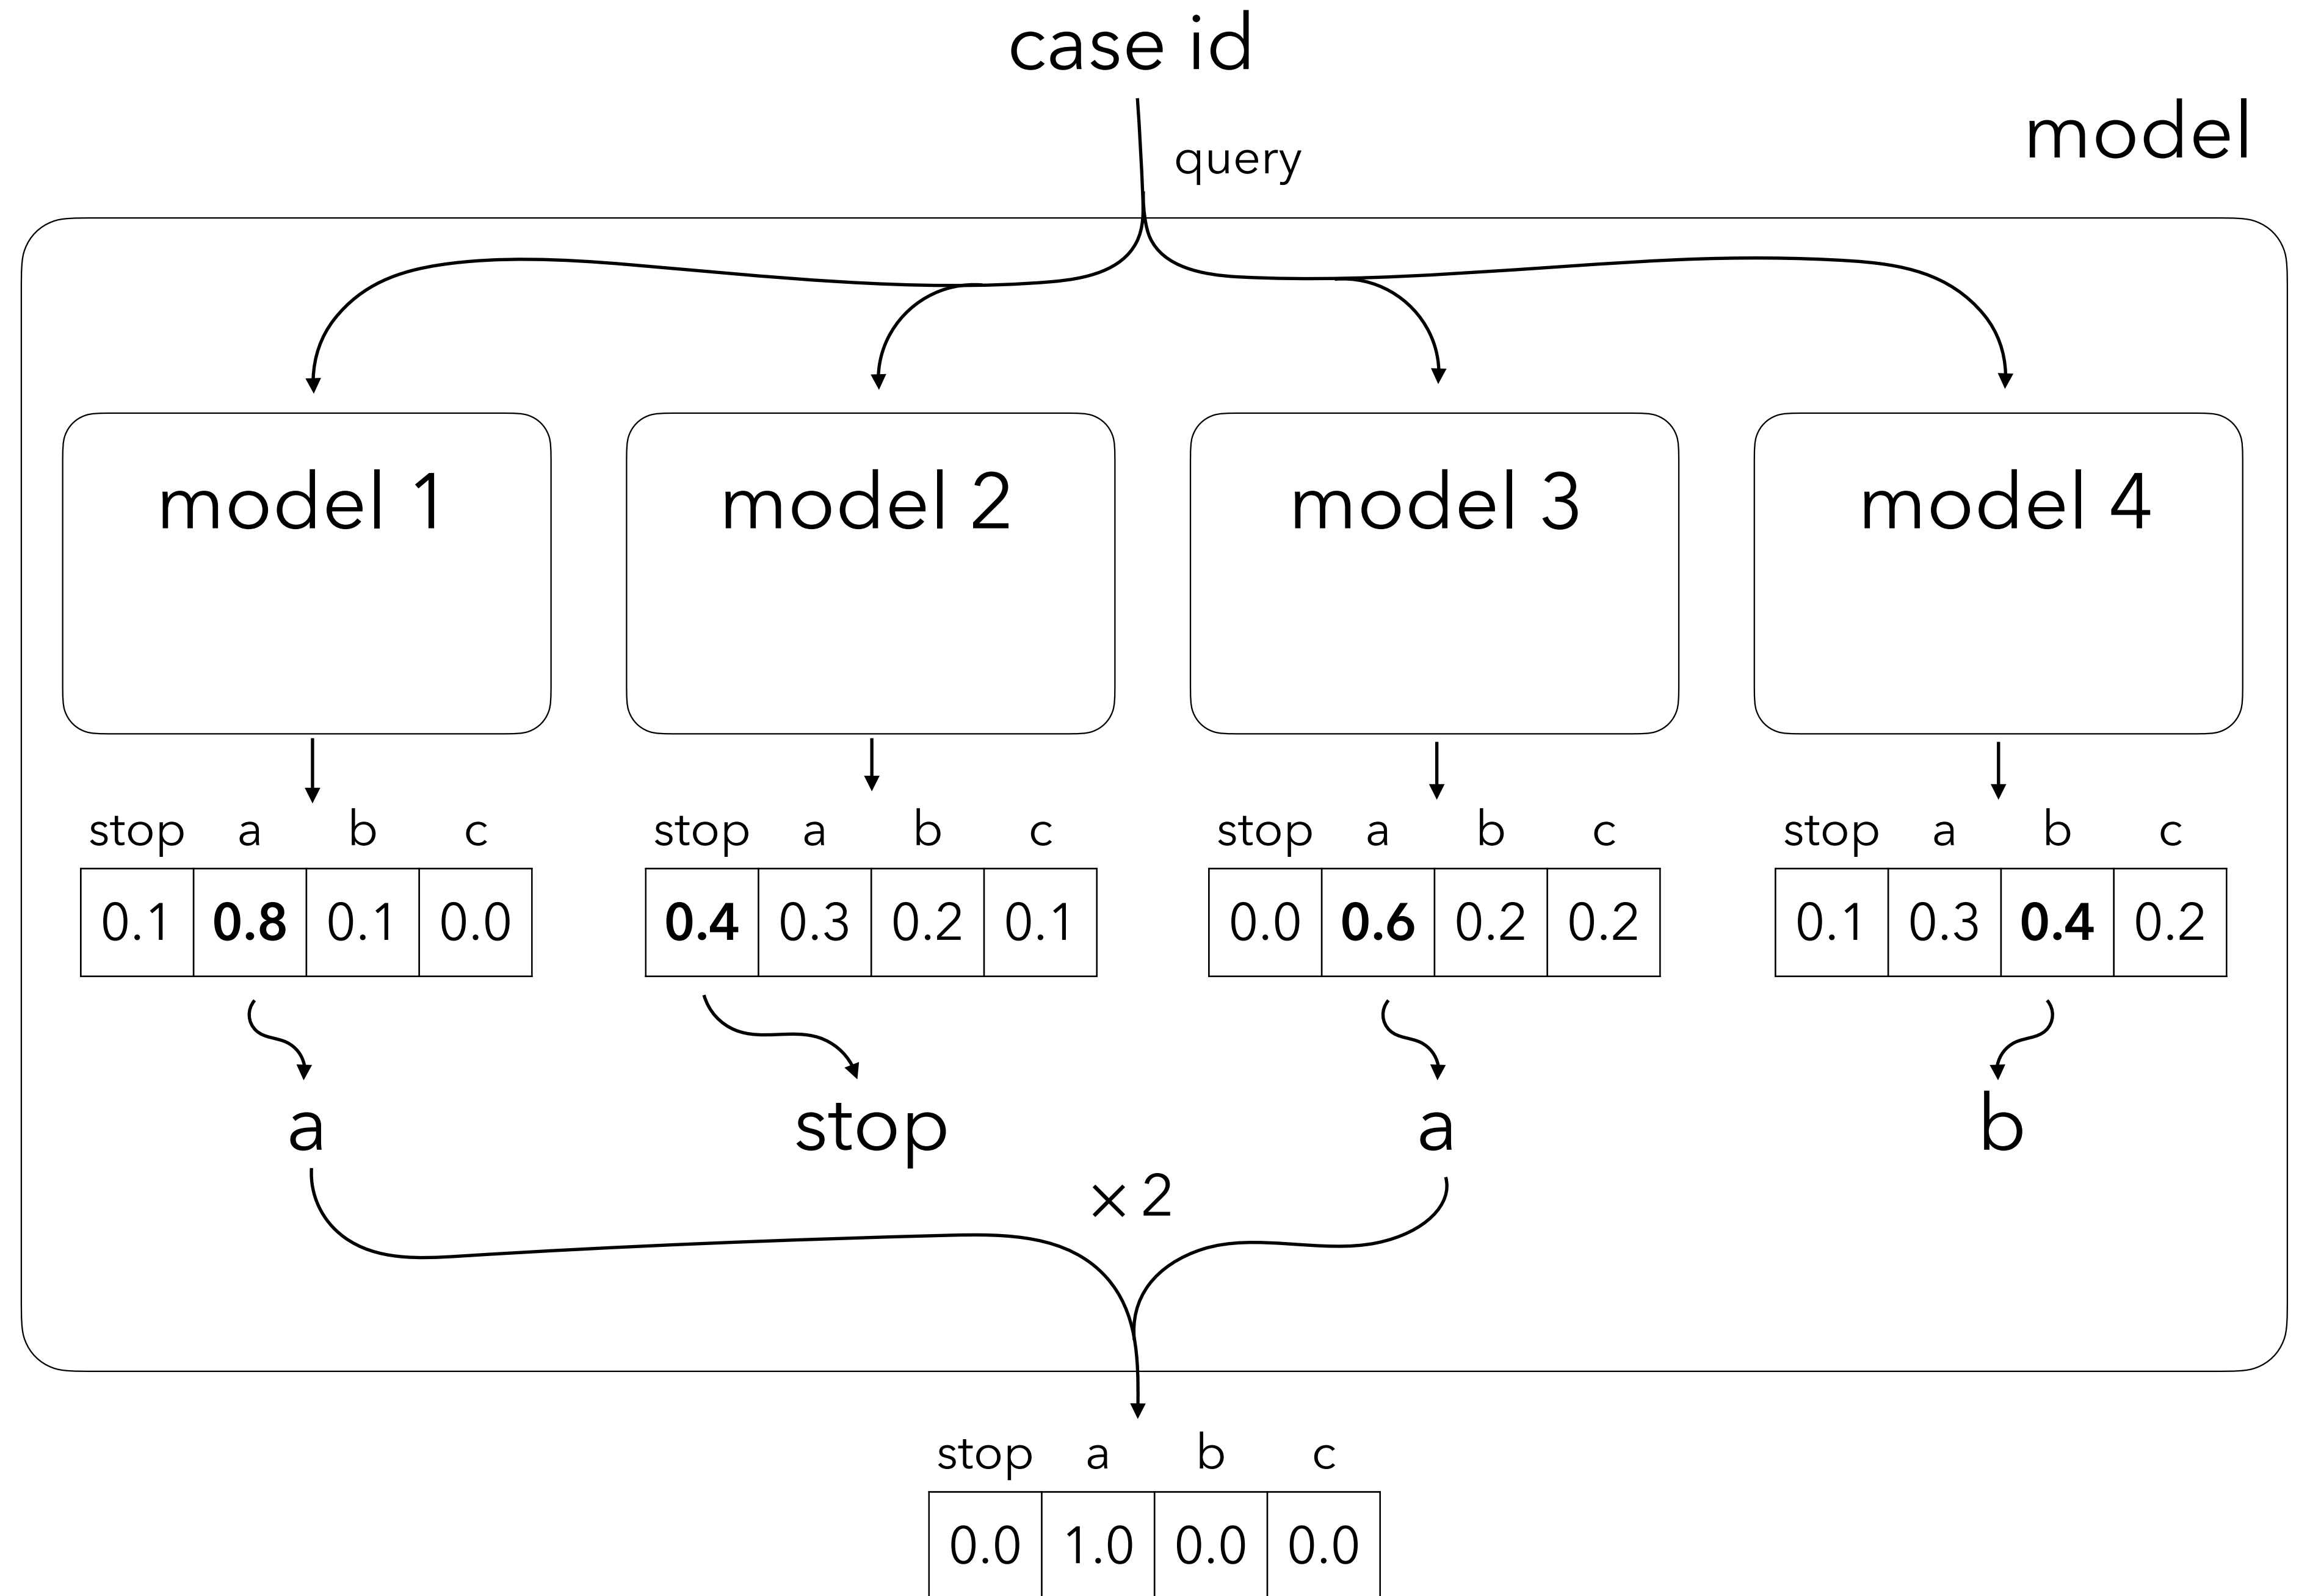 case id
model
query
model 1 model 2 model 3 model 4
stop a b c stop a b c stop a b c stop a b c
0.1 0.8 0.1 0.0 0.4 0.3 0.2 0.1 0.0 0.6 0.2 0.2 0.1 0.3 0.4 0.2
a stop a b
× 2
stop a b c
0.0 1.0 0.0 0.0